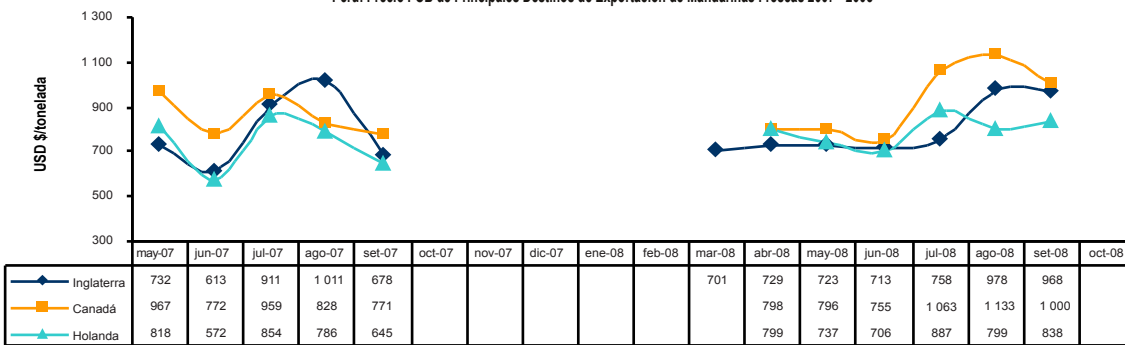 1 300
1 100
900
700
500
300
USD $/tonelada
may-07 jun-07 jul-07 ago-07 set-07 oct-07 nov-07 dic-07 ene-08 feb-08 mar-08 abr-08 may-08 jun-08 jul-08 ago-08 set-08 oct-08
Inglaterra 732 613 911 1 011 678 701 729 723 713 758 978 968
Canadá 967 772 959 828 771 798 796 755 1 063 1 133 1 000
Holanda 818 572 854 786 645 799 737 706 887 799 838